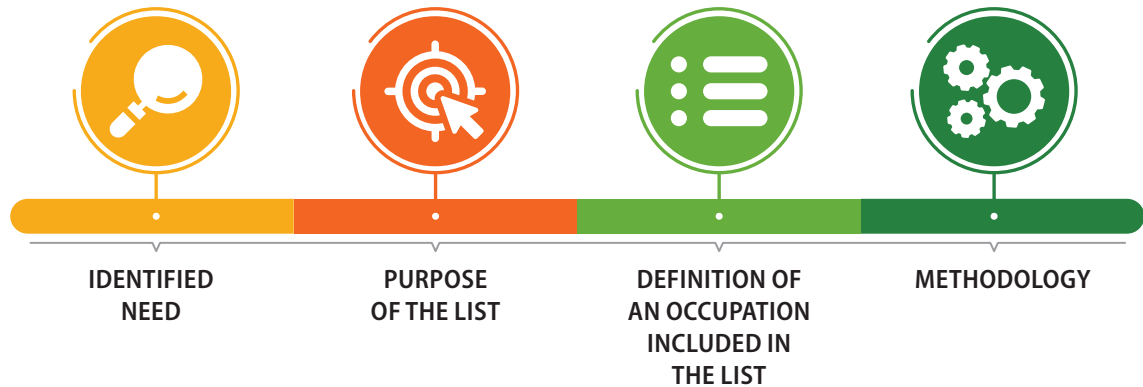 IDENTIFIED
NEED
PURPOSE
OF THE LIST
DEFINITION OF
AN OCCUPATION
INCLUDED IN
THE LIST
METHODOLOGY